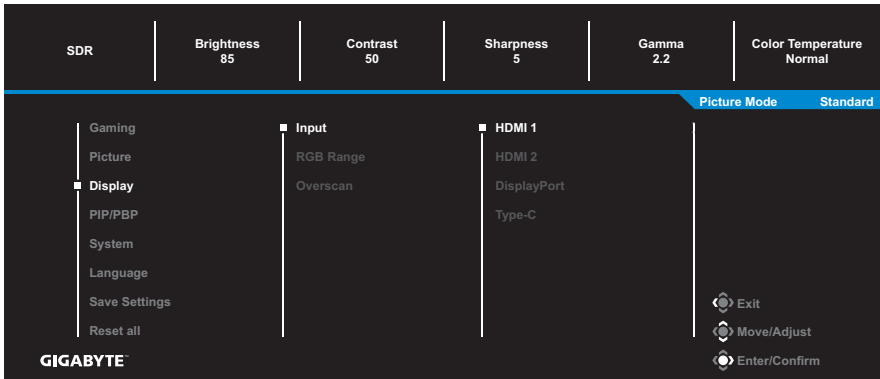 SDR
Brightness
85
Contrast
50
Sharpness
5
Gamma
2.2
Color Temperature
Normal
Picture Mode Standard
Gaming
Picture
Display
PIP/PBP
System
Language
Save Settings
Reset all
Input
RGB Range
Overscan
HDMI 1
HDMI 2
DisplayPort
Type-C
Exit
Move/Adjust
Enter/Confirm
GIGABYTE™